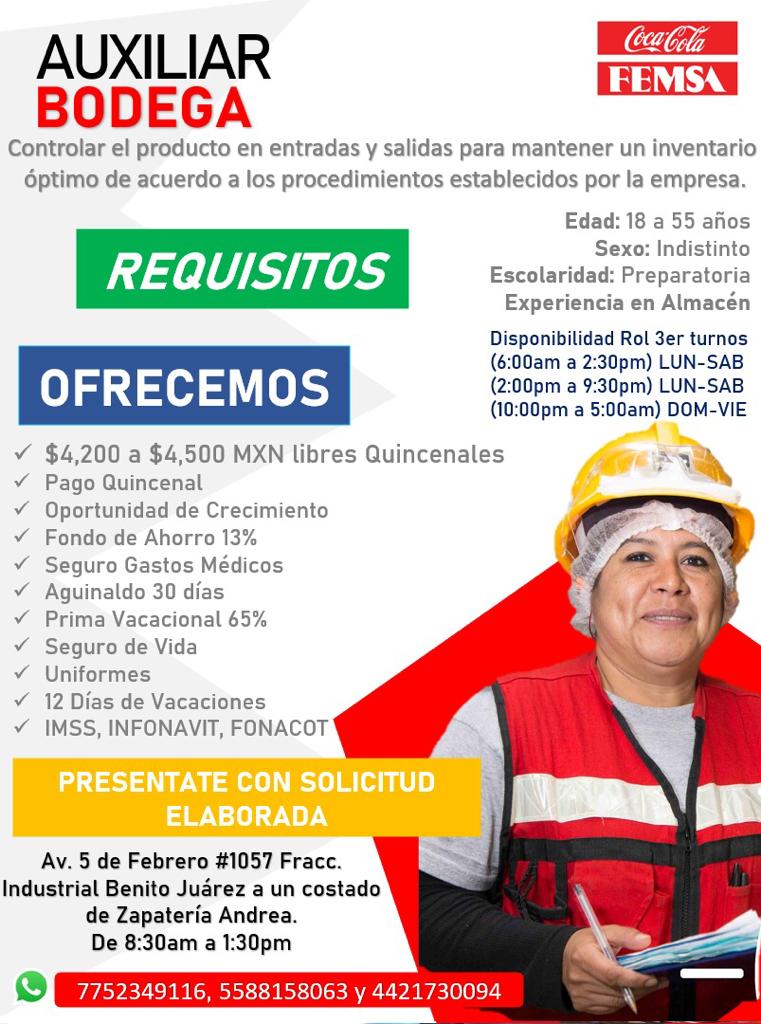 AUXILIAR
BODEGA
Coca-Cola
FEMSA
Controlar el producto en entradas y salidas para mantener un inventario
óptimo de acuerdo a los procedimientos establecidos por la empresa.
REQUISITOS
Edad: 18 a 55 años
Sexo: Indistinto
Escolaridad: Preparatoria
Experiencia en Almacén
Disponibilidad Rol 3er turnos
(6:00am a 2:30pm) LUN-SAB
(2:00pm a 9:30pm) LUN-SAB
(10:00pm a 5:00am) DOM-VIE
OFRECEMOS
✓ $4,200 a $4,500 MXN libres Quincenales
✓ Pago Quincenal
✓ Oportunidad de Crecimiento
✓ Fondo de Ahorro 13%
✓ Seguro Gastos Médicos
✓ Aguinaldo 30 días
✓ Prima Vacacional 65%
✓ Seguro de Vida
✓ Uniformes
✓ 12 Días de Vacaciones
✓ IMSS, INFONAVIT, FONACOT
PRESENTATE CON SOLICITUD
ELABORADA
Av. 5 de Febrero #1057 Fracc.
Industrial Benito Juárez a un costado
de Zapatería Andrea.
De 8:30am a 1:30pm
7752349116, 5588158063 y 4421730094